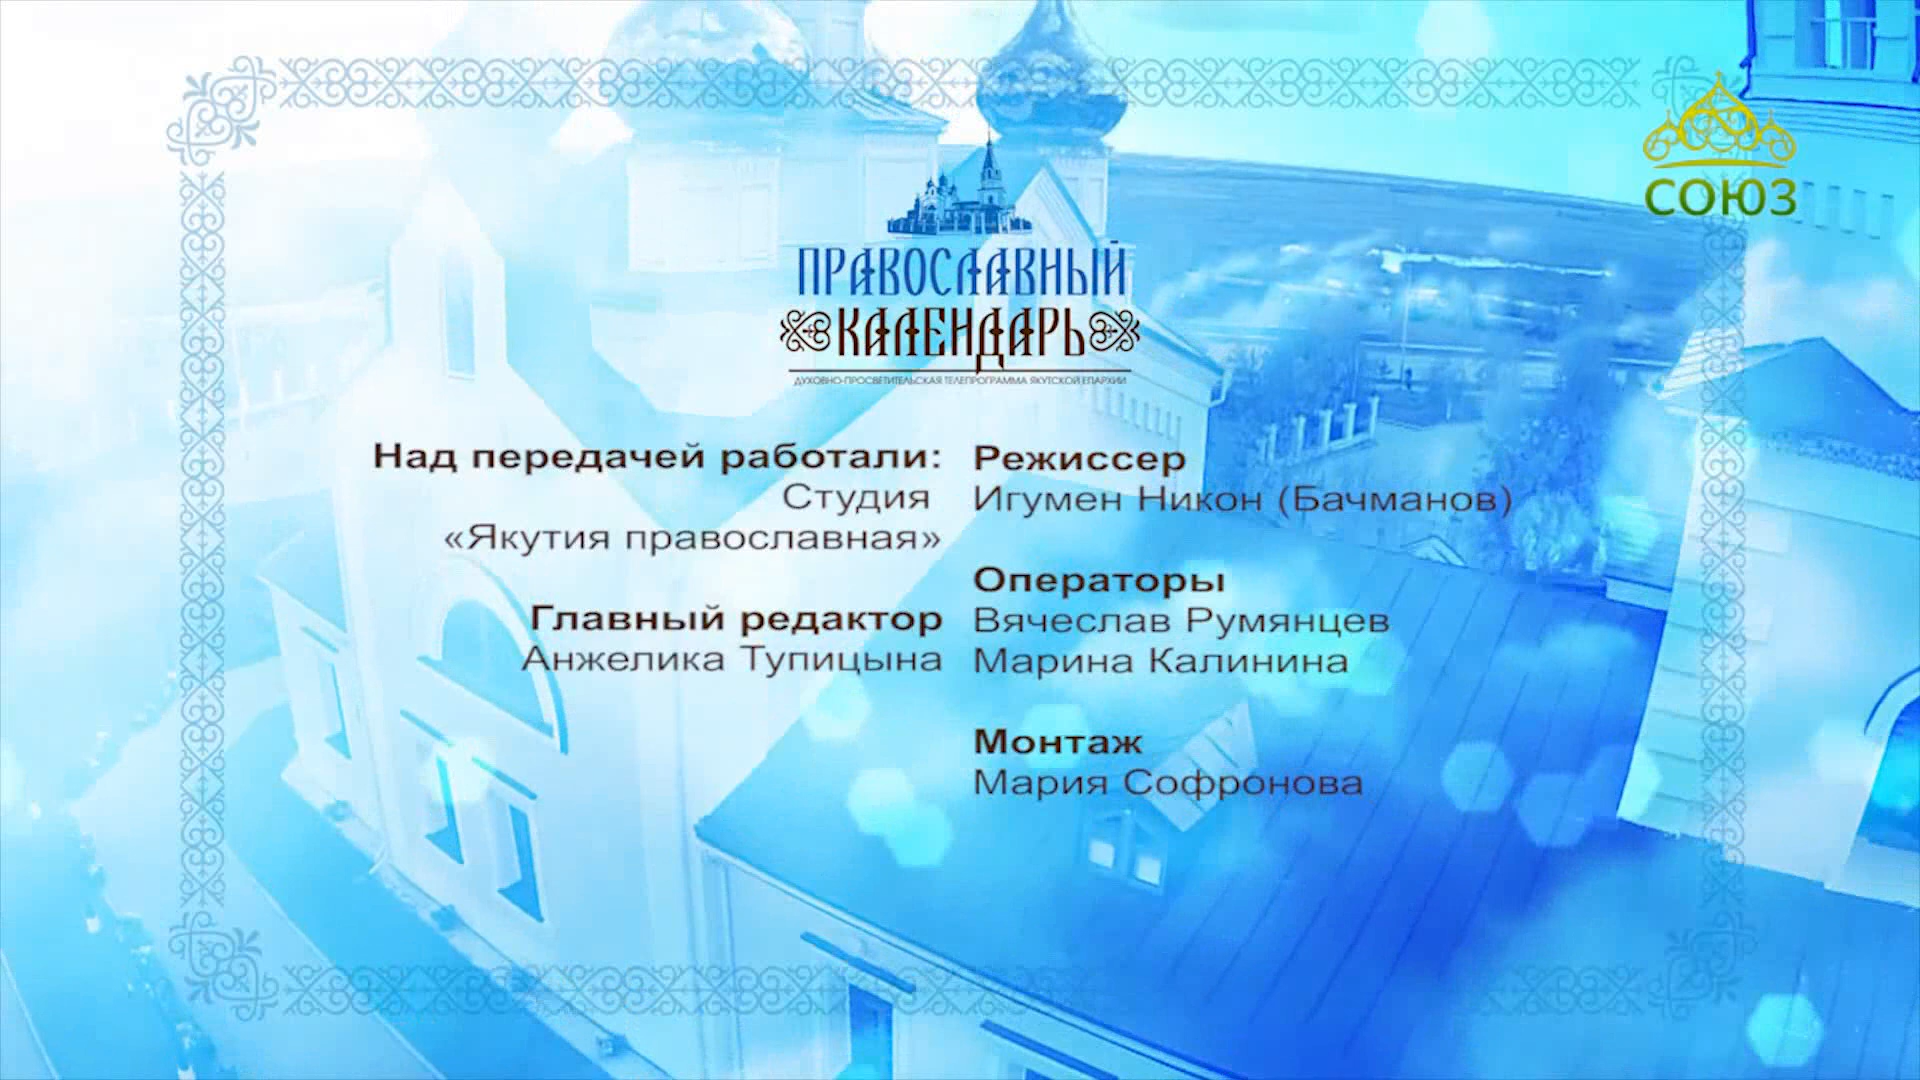 СОЮЗ
ПРАВОСЛАВНЫЙ
КАЛЕНДАРЬ
ДУХОВНО-ПРОСВЕТИТЕЛЬСКАЯ ТЕЛЕПРОГРАММА ЯКУТСКОЙ ЕПАРХИИ
Над передачей работали:
Студия
«Якутия православная»
Главный редактор
Анжелика Тупицына
Режиссер
Игумен Никон (Бачманов)
Операторы
Вячеслав Румянцев
Марина Калинина
Монтаж
Мария Софронова